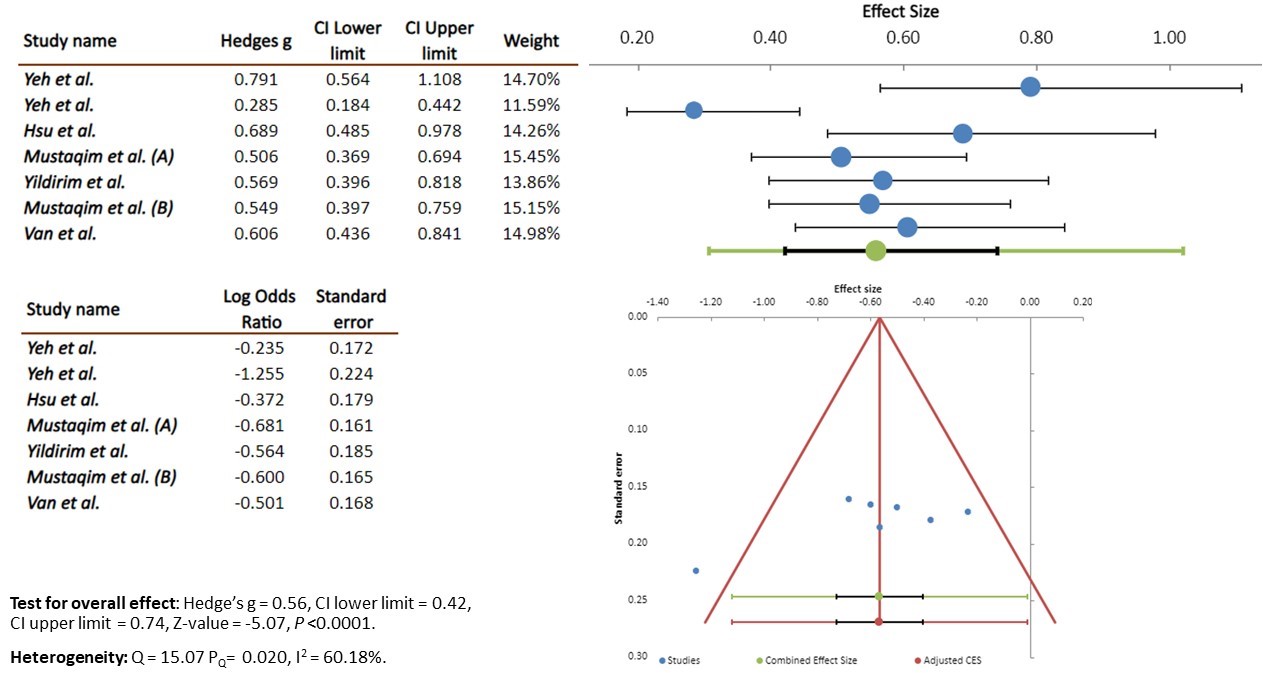 Study name Hedges g CI Lower limit CI Upper limit Weight
Yeh et al. 0.791 0.564 1.108 14.70%
Yeh et al. 0.285 0.184 0.442 11.59%
Hsu et al. 0.689 0.485 0.978 14.26%
Mustaqim et al. (A) 0.506 0.369 0.694 15.45%
Yildirim et al. 0.569 0.396 0.818 13.86%
Mustaqim et al. (B) 0.549 0.397 0.759 15.15%
Van et al. 0.606 0.436 0.841 14.98%
Effect Size
0.20 0.40 0.60 0.80 1.00
Study name Log Odds Ratio Standard error
Yeh et al. -0.235 0.172
Yeh et al. -1.255 0.224
Hsu et al. -0.372 0.179
Mustaqim et al. (A) -0.681 0.161
Yildirim et al. -0.564 0.185
Mustaqim et al. (B) -0.600 0.165
Van et al. -0.501 0.168
Effect size
-1.40 -1.20 -1.00 -0.80 -0.60 -0.40 -0.20 0.00 0.20
0.00
0.05
0.10
0.15
0.20
0.25
0.30
Standard error
Studies Combined Effect Size Adjusted CES
Test for overall effect: Hedge's g = 0.56, CI lower limit = 0.42,
CI upper limit = 0.74, Z-value = -5.07, P <0.0001.
Heterogeneity: Q = 15.07 PQ= 0.020, I² = 60.18%.